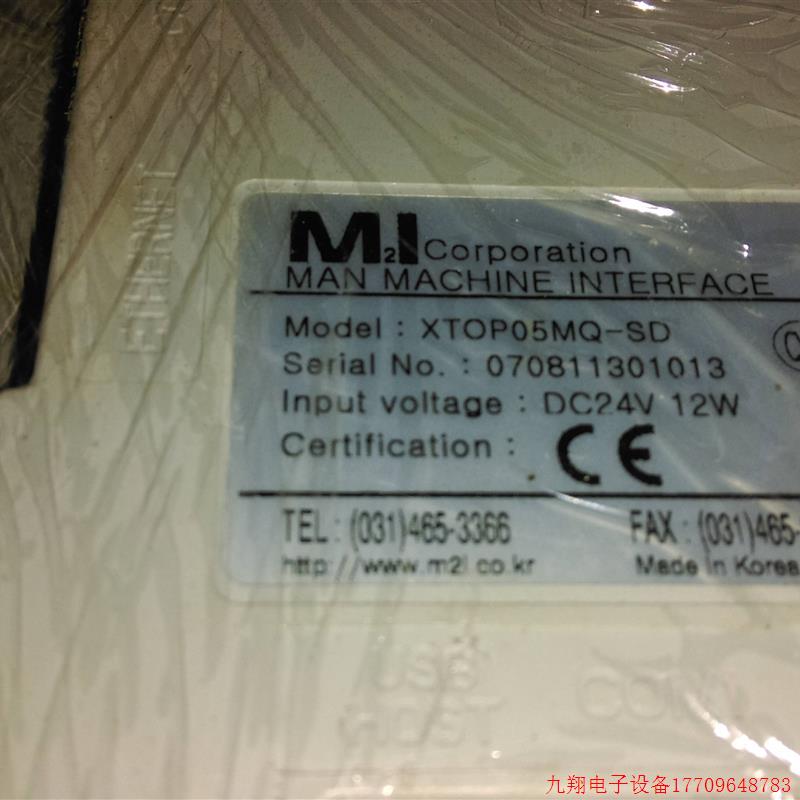 ETHERNET
M2I Corporation
MAN MACHINE INTERFACE
Model : XTOP05MQ-SD
Serial No. : 070811301013
Input voltage : DC24V 12W
Certification : CE
TEL : (031)465-3366 FAX : (031)465-
http://www.m2i.co.kr Made in Korea
USB
HOST
COM
九翔电子设备17709648783